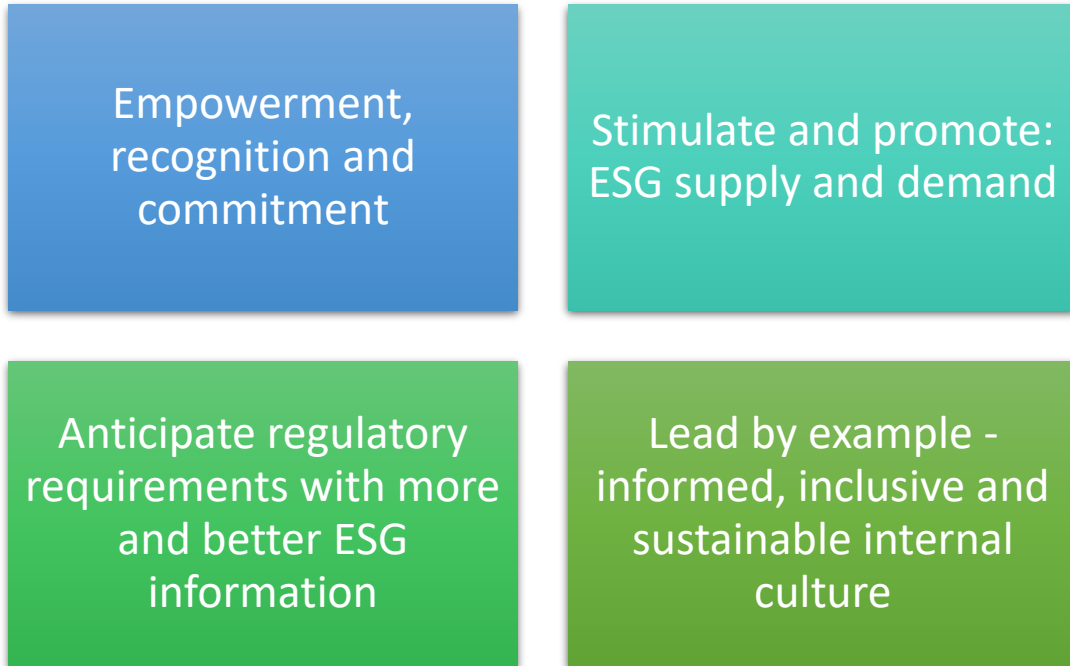 Empowerment,
recognition and
commitment
Stimulate and promote:
ESG supply and demand
Anticipate regulatory
requirements with more
and better ESG
information
Lead by example -
informed, inclusive and
sustainable internal
culture